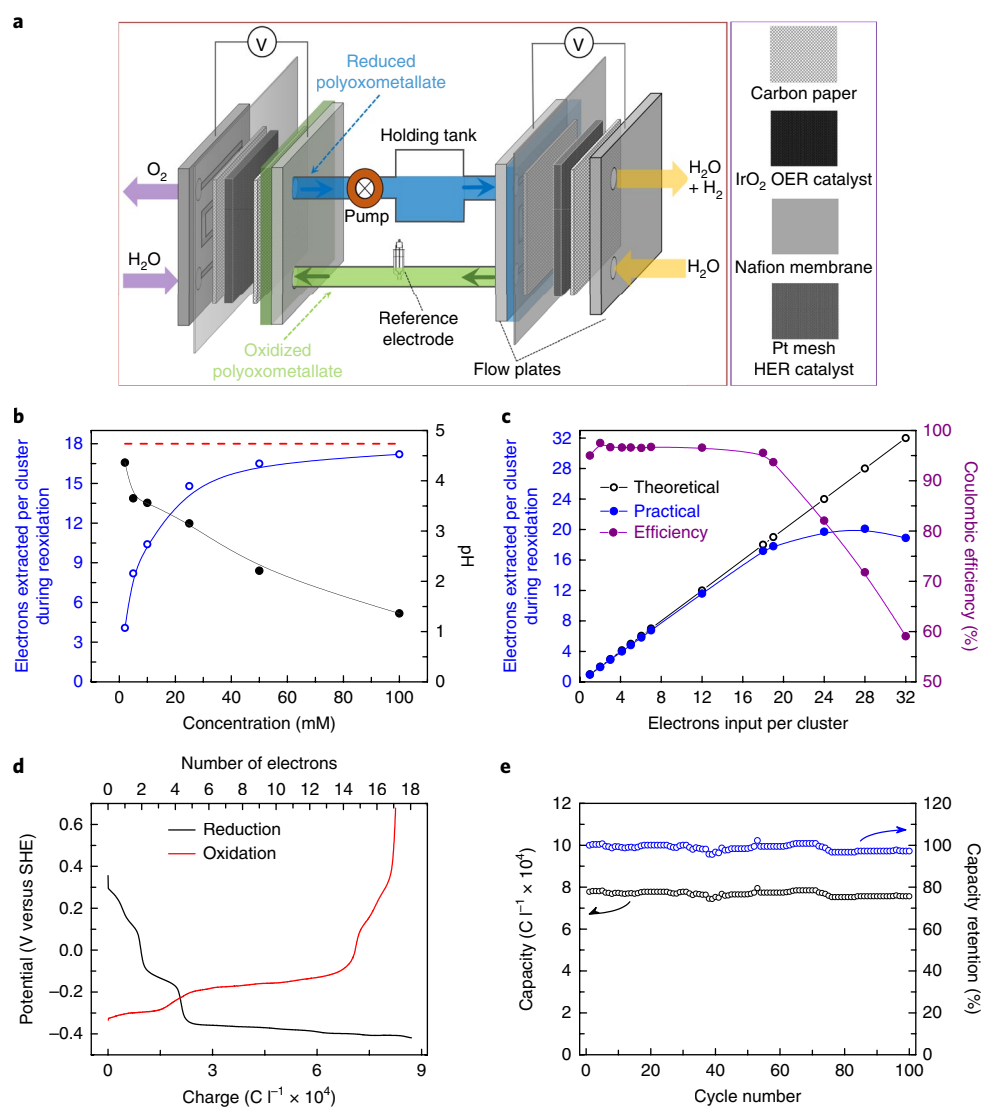 a
V
V
Reduced
polyoxometallate
Holding tank
O2
H2O
Pump
H2O
+ H2
H2O
Reference
electrode
Oxidized
polyoxometallate
Flow plates
Carbon paper
IrO2 OER catalyst
Nafion membrane
Pt mesh
HER catalyst
b
Electrons extracted per cluster
during reoxidation
18
15
12
9
6
3
0
5
4
3
2
1
0
pH
0 20 40 60 80 100
Concentration (mM)
c
Electrons extracted per cluster
during reoxidation
32
28
24
20
16
12
8
4
0
Theoretical
Practical
Efficiency
100
90
80
70
60
50
Coulombic efficiency
(%)
0 4 8 12 16 20 24 28 32
Electrons input per cluster
d
Number of electrons
0 2 4 6 8 10 12 14 16 18
Potential (V versus SHE)
0.6
0.4
0.2
0.0
−0.2
−0.4
Reduction
Oxidation
0 3 6 9
Charge (C l−1 × 104)
e
Capacity (C l−1 × 104)
12
10
8
6
4
2
0
120
100
80
60
40
20
0
Capacity retention
(%)
0 20 40 60 80 100
Cycle number